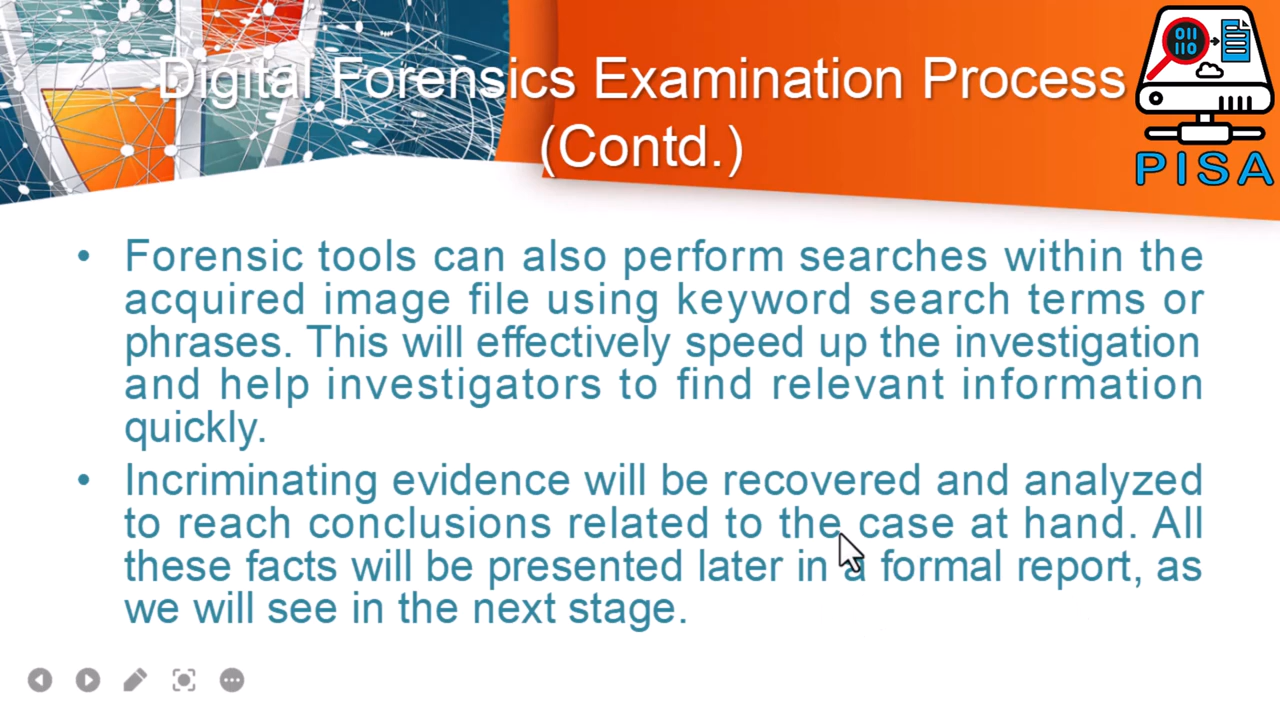 Digital Forensics Examination Process
(Contd.)
011
110
PISA
• Forensic tools can also perform searches within the
acquired image file using keyword search terms or
phrases. This will effectively speed up the investigation
and help investigators to find relevant information
quickly.
• Incriminating evidence will be recovered and analyzed
to reach conclusions related to the case at hand. All
these facts will be presented later in a formal report, as
we will see in the next stage.